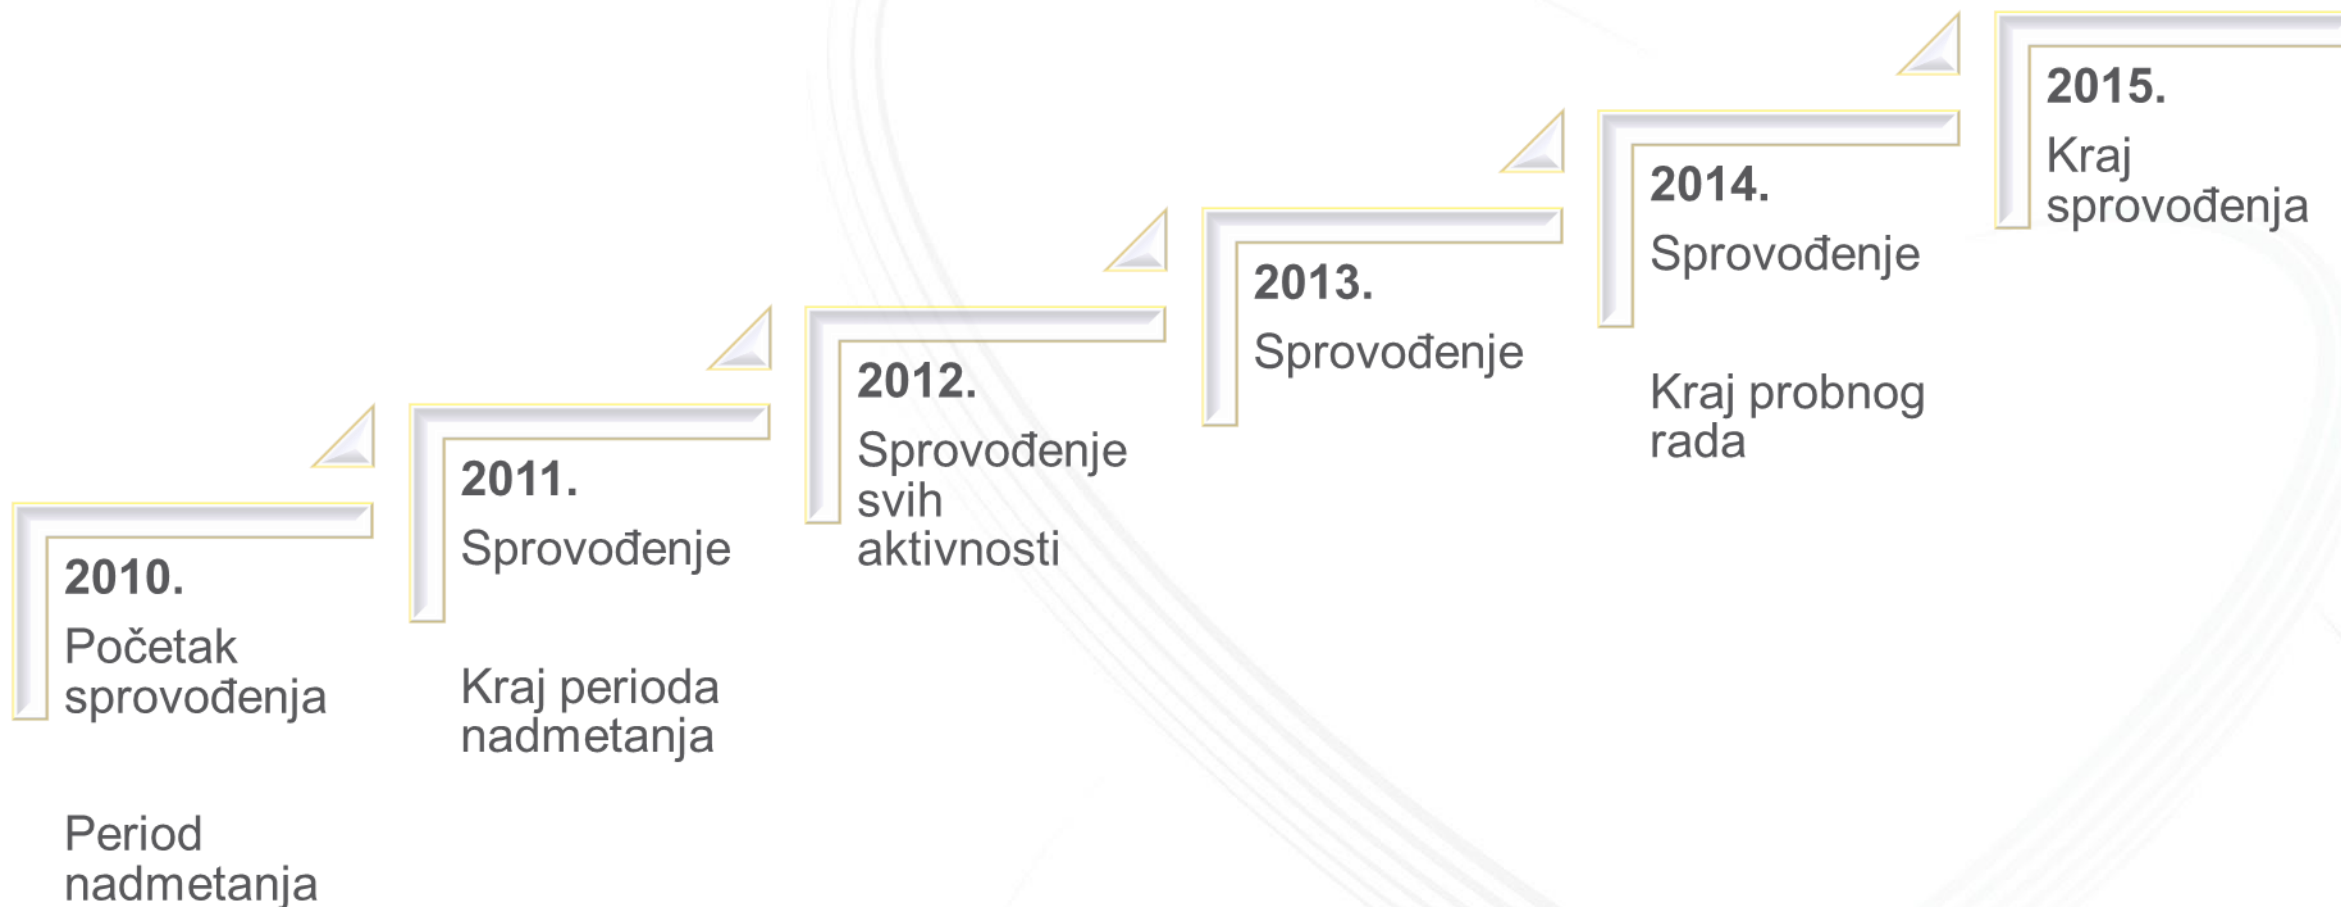 2010.
Početak
sprovođenja
Period
nadmetanja
2011.
Sprovođenje
Kraj perioda
nadmetanja
2012.
Sprovođenje
svih
aktivnosti
2013.
Sprovođenje
2014.
Sprovođenje
Kraj probnog
rada
2015.
Kraj
sprovođenja